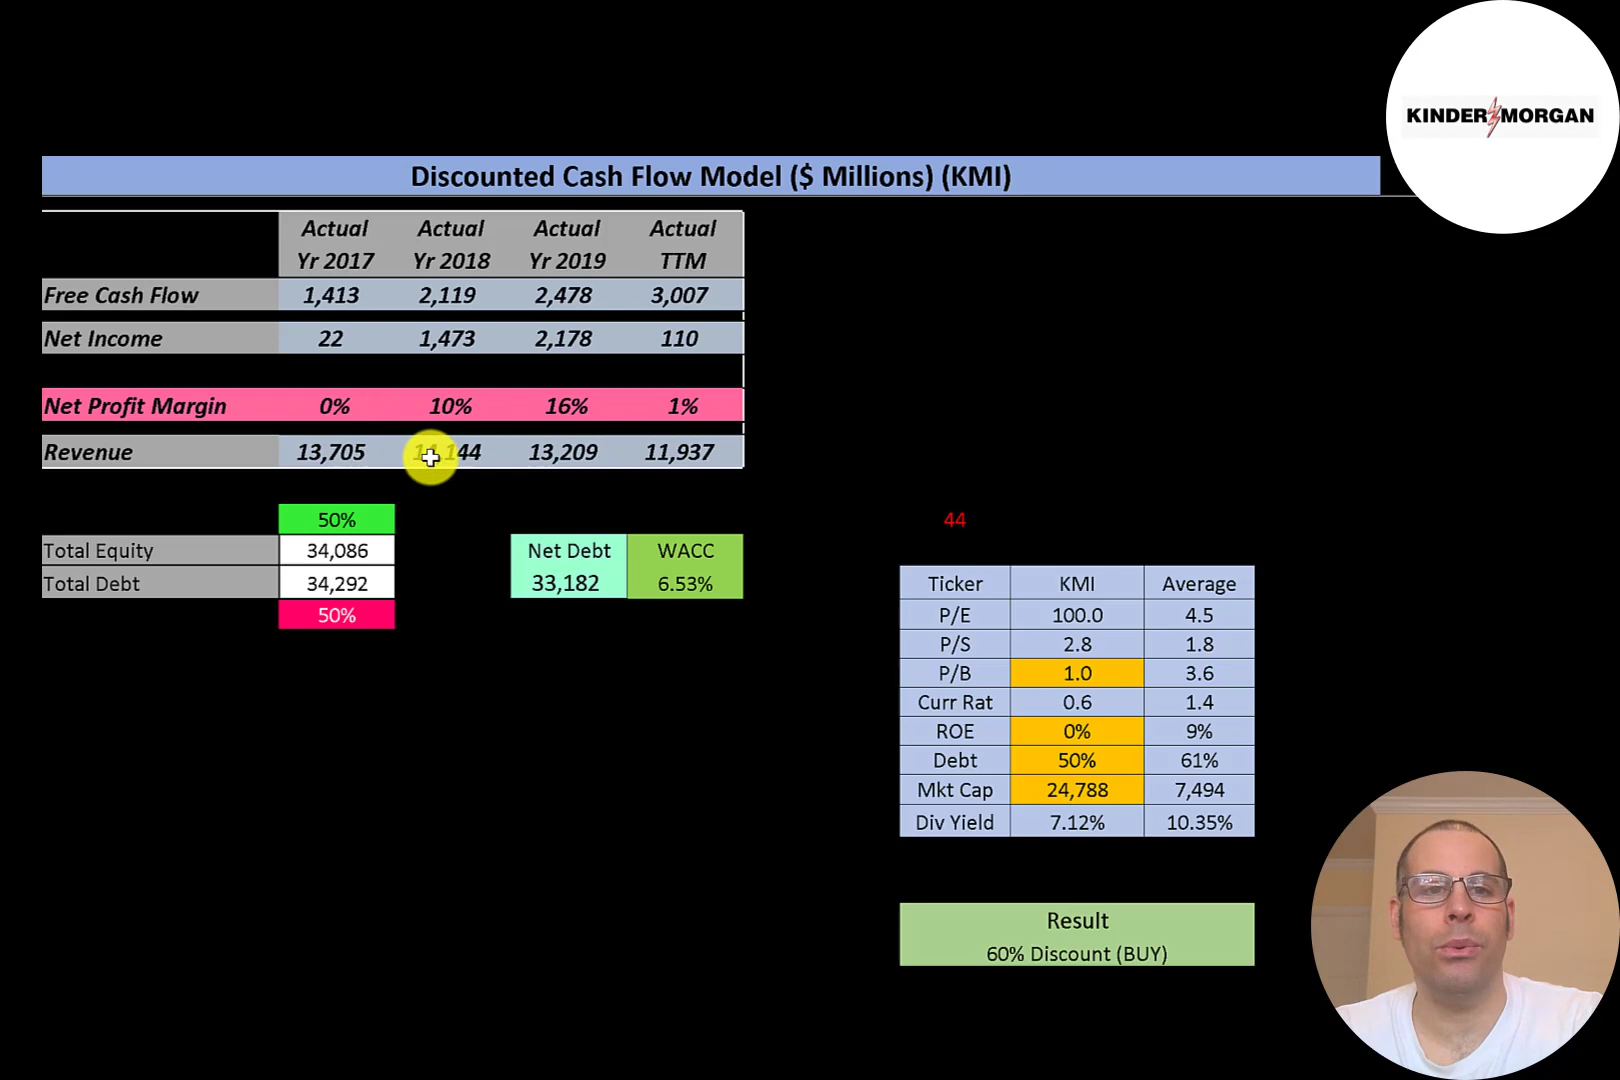 KINDER MORGAN
Discounted Cash Flow Model ($ Millions) (KMI)
Actual Actual Actual Actual
Yr 2017 Yr 2018 Yr 2019 TTM
Free Cash Flow 1,413 2,119 2,478 3,007
Net Income 22 1,473 2,178 110
Net Profit Margin 0% 10% 16% 1%
Revenue 13,705 14,144 13,209 11,937
50%
Total Equity 34,086
Total Debt 34,292
50%
Net Debt WACC
33,182 6.53%
44
Ticker KMI Average
P/E 100.0 4.5
P/S 2.8 1.8
P/B 1.0 3.6
Curr Rat 0.6 1.4
ROE 0% 9%
Debt 50% 61%
Mkt Cap 24,788 7,494
Div Yield 7.12% 10.35%
Result
60% Discount (BUY)